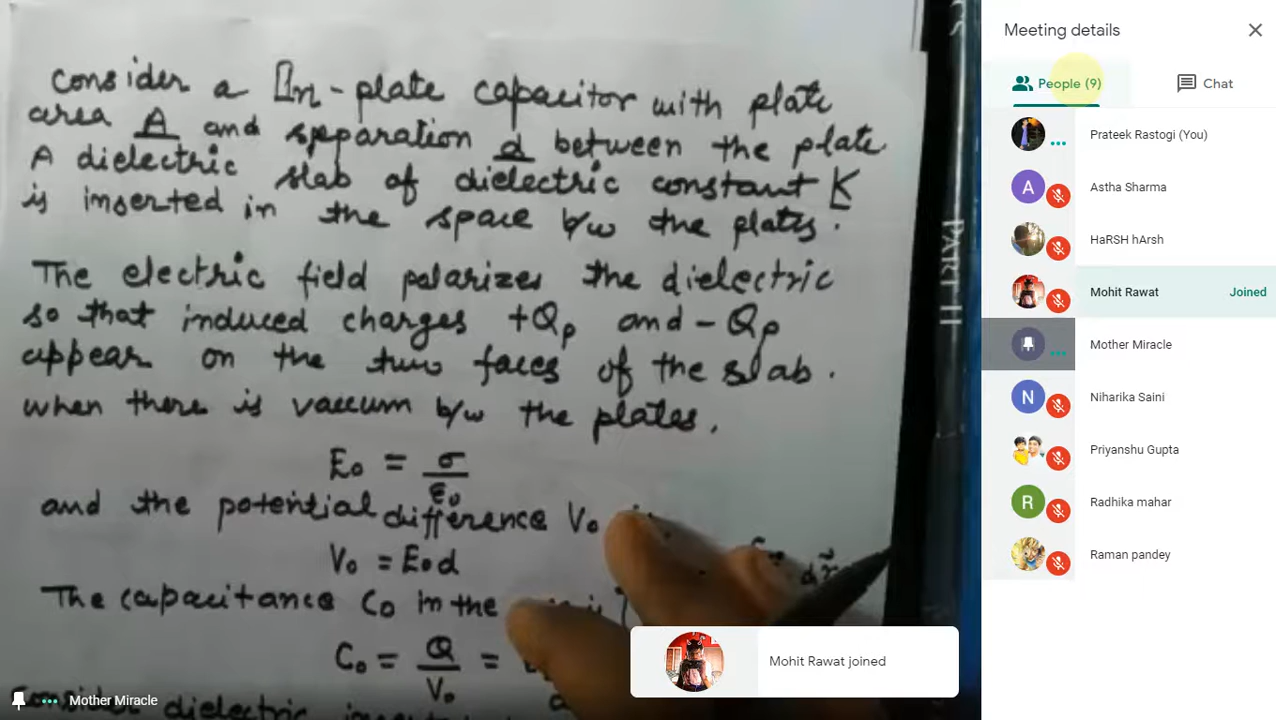 Consider a ||n-plate capacitor with plate
area A and separation d between the plate
A dielectric slab of dielectric constant K
is inserted in the space b/w the plates.
The electric field polarizes the dielectric
so that induced charges +Qp and -Qp
appear on the two faces of the slab.
when there is vaccum b/w the plates,
E0 = σ/ε0
and the potential difference V0
V0 = E0d
The capacitance C0 in the
C0 = Q/V0 =
Consider dielectric
PART II
Mother Miracle
Mohit Rawat joined
Meeting details
People (9)
Chat
Prateek Rastogi (You)
A Astha Sharma
HaRSH hArsh
Mohit Rawat Joined
Mother Miracle
N Niharika Saini
Priyanshu Gupta
R Radhika mahar
Raman pandey